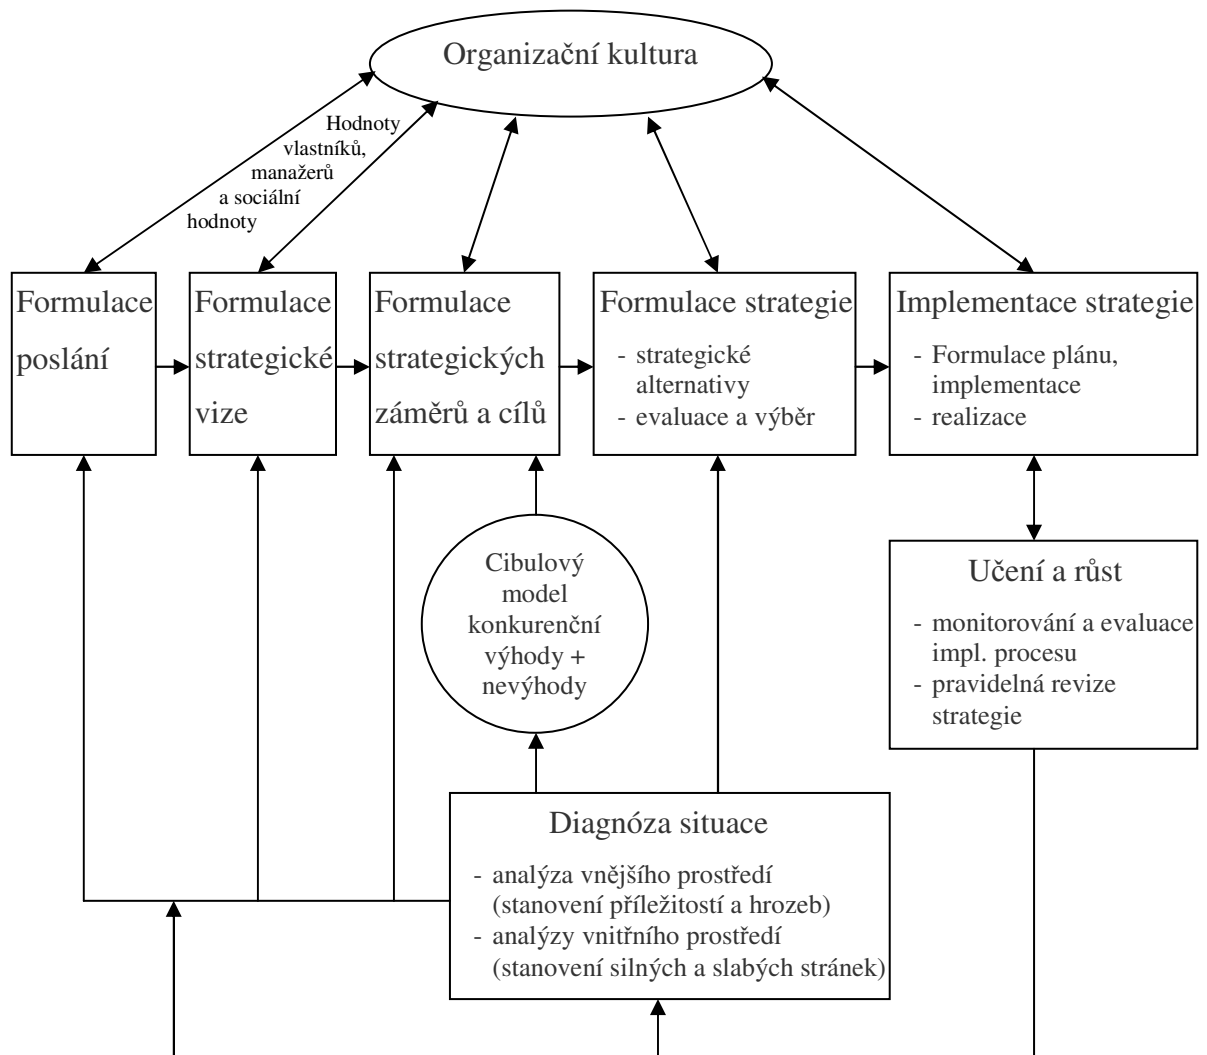 Organizační kultura
Hodnoty
vlastníků,
manažerů
a sociální
hodnoty
Formulace
poslání
Formulace
strategické
vize
Formulace
strategických
záměrů a cílů
Formulace strategie
- strategické
alternativy
- evaluace a výběr
Implementace strategie
- Formulace plánu,
implementace
- realizace
Cibulový
model
konkurenční
výhody +
nevýhody
Učení a růst
- monitorování a evaluace
impl. procesu
- pravidelná revize
strategie
Diagnóza situace
- analýza vnějšího prostředí
(stanovení příležitostí a hrozeb)
- analýzy vnitřního prostředí
(stanovení silných a slabých stránek)